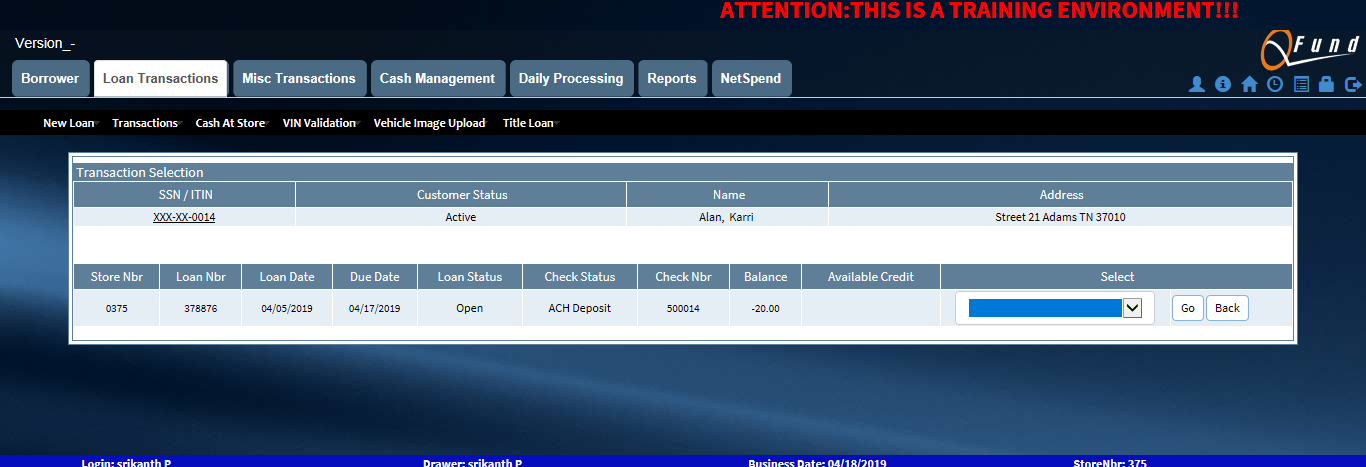 ATTENTION:THIS IS A TRAINING ENVIRONMENT!!!
Version_-
QFund
Borrower Loan Transactions Misc Transactions Cash Management Daily Processing Reports NetSpend
New Loan Transactions Cash At Store VIN Validation Vehicle Image Upload Title Loan
Transaction Selection
SSN / ITIN Customer Status Name Address
XXX-XX-0014 Active Alan, Karri Street 21 Adams TN 37010
Store Nbr Loan Nbr Loan Date Due Date Loan Status Check Status Check Nbr Balance Available Credit Select
0375 378876 04/05/2019 04/17/2019 Open ACH Deposit 500014 -20.00 Go Back
Login: srikanth P Drawer: srikanth P Business Date: 04/18/2019 StoreNbr: 375